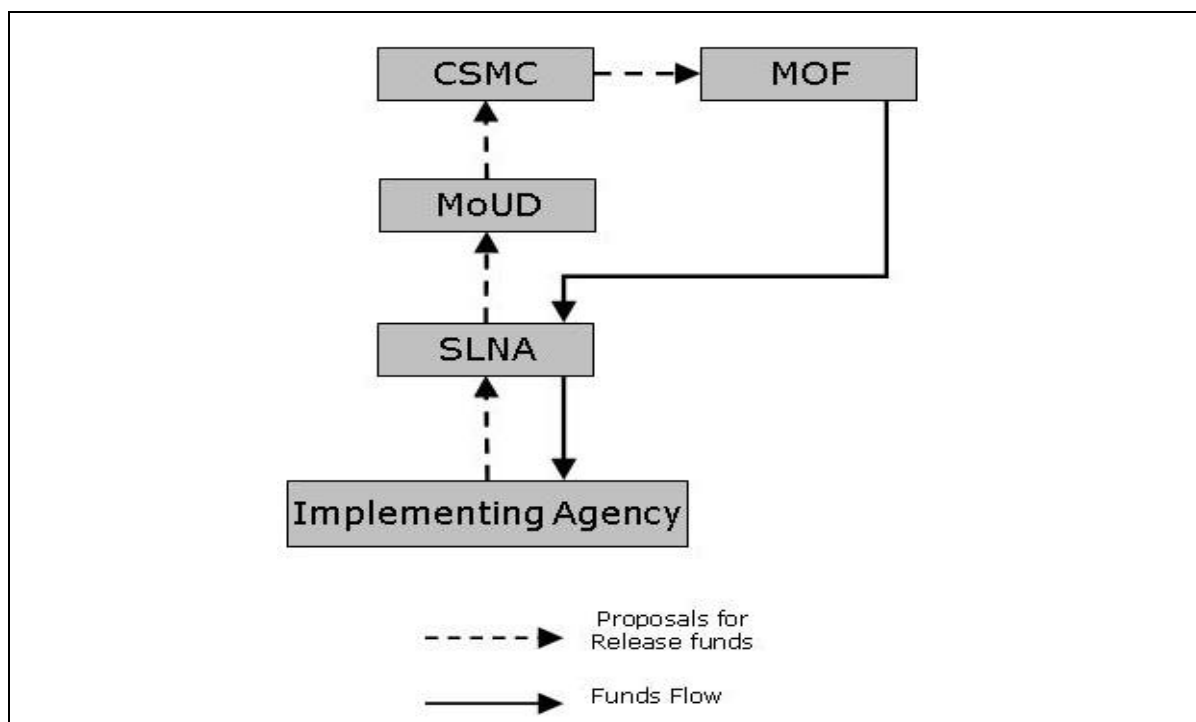 CSMC
MOF
MoUD
SLNA
Implementing Agency
Proposals for
Release funds
Funds Flow